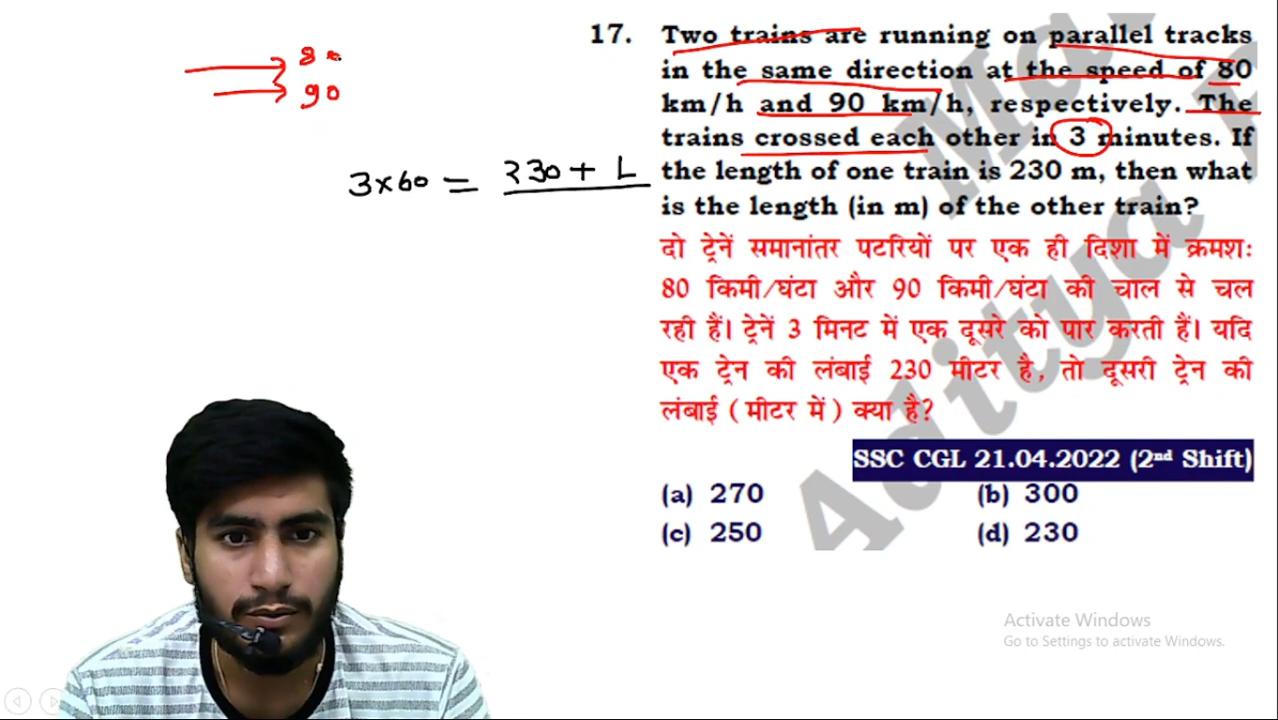 80
90
3×60 = 230 + L
17. Two trains are running on parallel tracks
in the same direction at the speed of 80
km/h and 90 km/h, respectively. The
trains crossed each other in 3 minutes. If
the length of one train is 230 m, then what
is the length (in m) of the other train?
दो ट्रेनें समानांतर पटरियों पर एक ही दिशा में क्रमशः
80 किमी/घंटा और 90 किमी/घंटा की चाल से चल
रही हैं। ट्रेनें 3 मिनट में एक दूसरे को पार करती हैं। यदि
एक ट्रेन की लंबाई 230 मीटर है, तो दूसरी ट्रेन की
लंबाई (मीटर में) क्या है?
SSC CGL 21.04.2022 (2nd Shift)
(a) 270 (b) 300
(c) 250 (d) 230
Aditya
Activate Windows
Go to Settings to activate Windows.